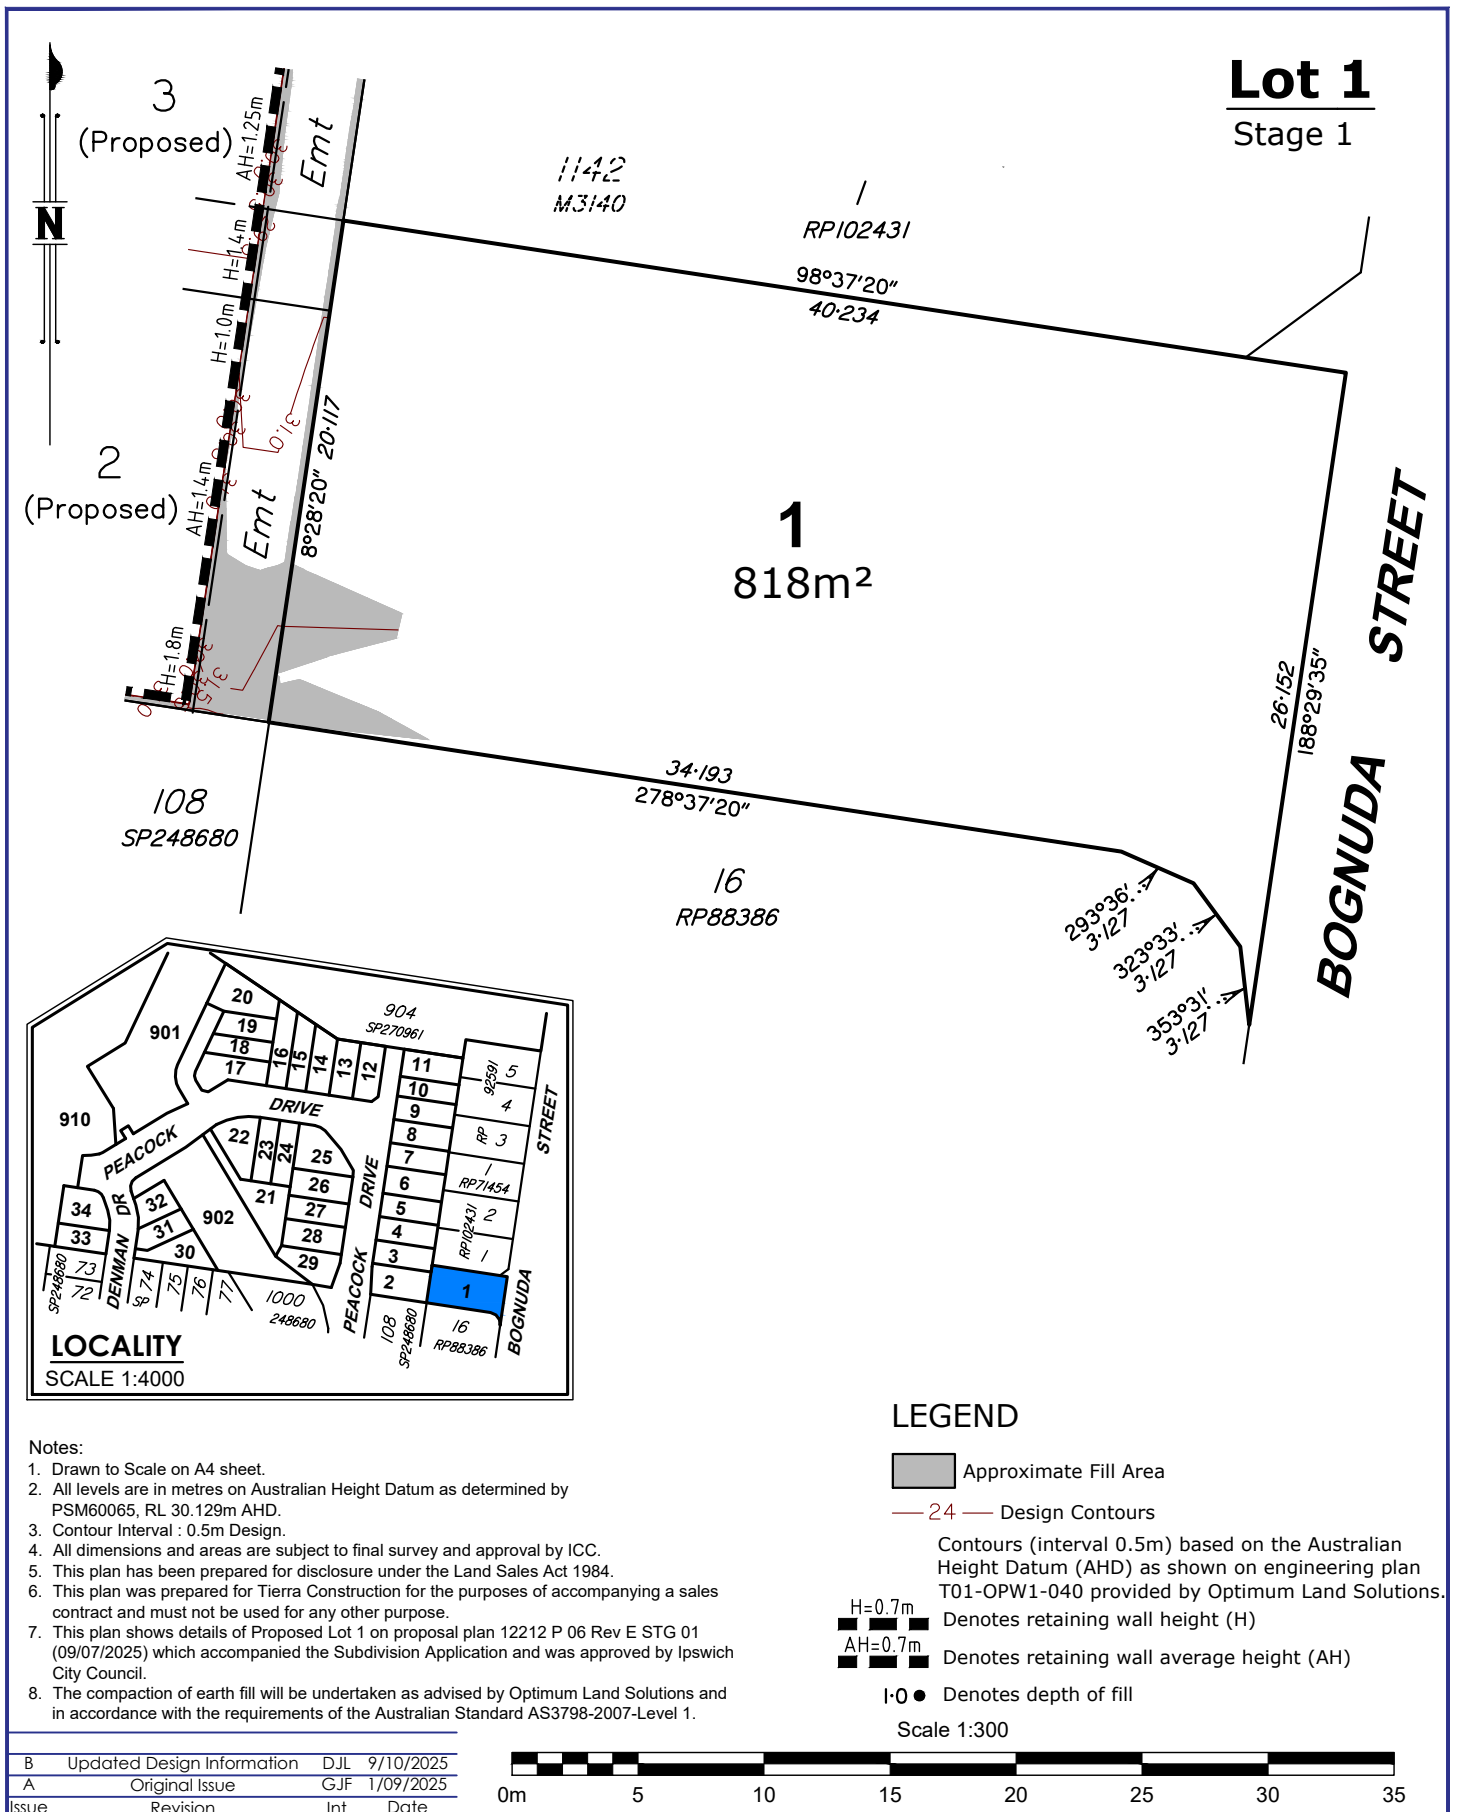 Lot 1
Stage 1
3
(Proposed)
AH=1.25m
Emt
1142
M3140
1
RP102431
N
H=1.4m
98°37'20"
40·234
H=1.0m
31.0
8°28'20" 20·117
2
(Proposed)
AH=1.4m
Emt
1
818m²
STREET
H=1.8m
26·152
188°29'35"
34·193
278°37'20"
BOGNUDA
108
SP248680
16
RP88386
293°36'
3·127
323°33'
3·127
353°31'
3·127
904
SP270961
20
901
19
18
17
16
15
14
13
12
11
10
9
8
7
6
5
4
3
2
92591
5
4
RP
3
1
RP71454
2
RP102431
1
STREET
DRIVE
910
PEACOCK
22
23
24
25
26
27
28
29
21
DRIVE
PEACOCK
34
33
DR
DENMAN
32
31
30
902
SP248680
73
72
74
SP
75
76
77
1000
248680
108
SP248680
1
16
RP88386
BOGNUDA
LOCALITY
SCALE 1:4000
Notes:
1. Drawn to Scale on A4 sheet.
2. All levels are in metres on Australian Height Datum as determined by
PSM60065, RL 30.129m AHD.
3. Contour Interval : 0.5m Design.
4. All dimensions and areas are subject to final survey and approval by ICC.
5. This plan has been prepared for disclosure under the Land Sales Act 1984.
6. This plan was prepared for Tierra Construction for the purposes of accompanying a sales
contract and must not be used for any other purpose.
7. This plan shows details of Proposed Lot 1 on proposal plan 12212 P 06 Rev E STG 01
(09/07/2025) which accompanied the Subdivision Application and was approved by Ipswich
City Council.
8. The compaction of earth fill will be undertaken as advised by Optimum Land Solutions and
in accordance with the requirements of the Australian Standard AS3798-2007-Level 1.
LEGEND
Approximate Fill Area
24 Design Contours
Contours (interval 0.5m) based on the Australian
Height Datum (AHD) as shown on engineering plan
T01-OPW1-040 provided by Optimum Land Solutions.
H=0.7m
Denotes retaining wall height (H)
AH=0.7m
Denotes retaining wall average height (AH)
1·0 Denotes depth of fill
Scale 1:300
0m 5 10 15 20 25 30 35
B Updated Design Information DJL 9/10/2025
A Original Issue GJF 1/09/2025
Issue Revision Int Date